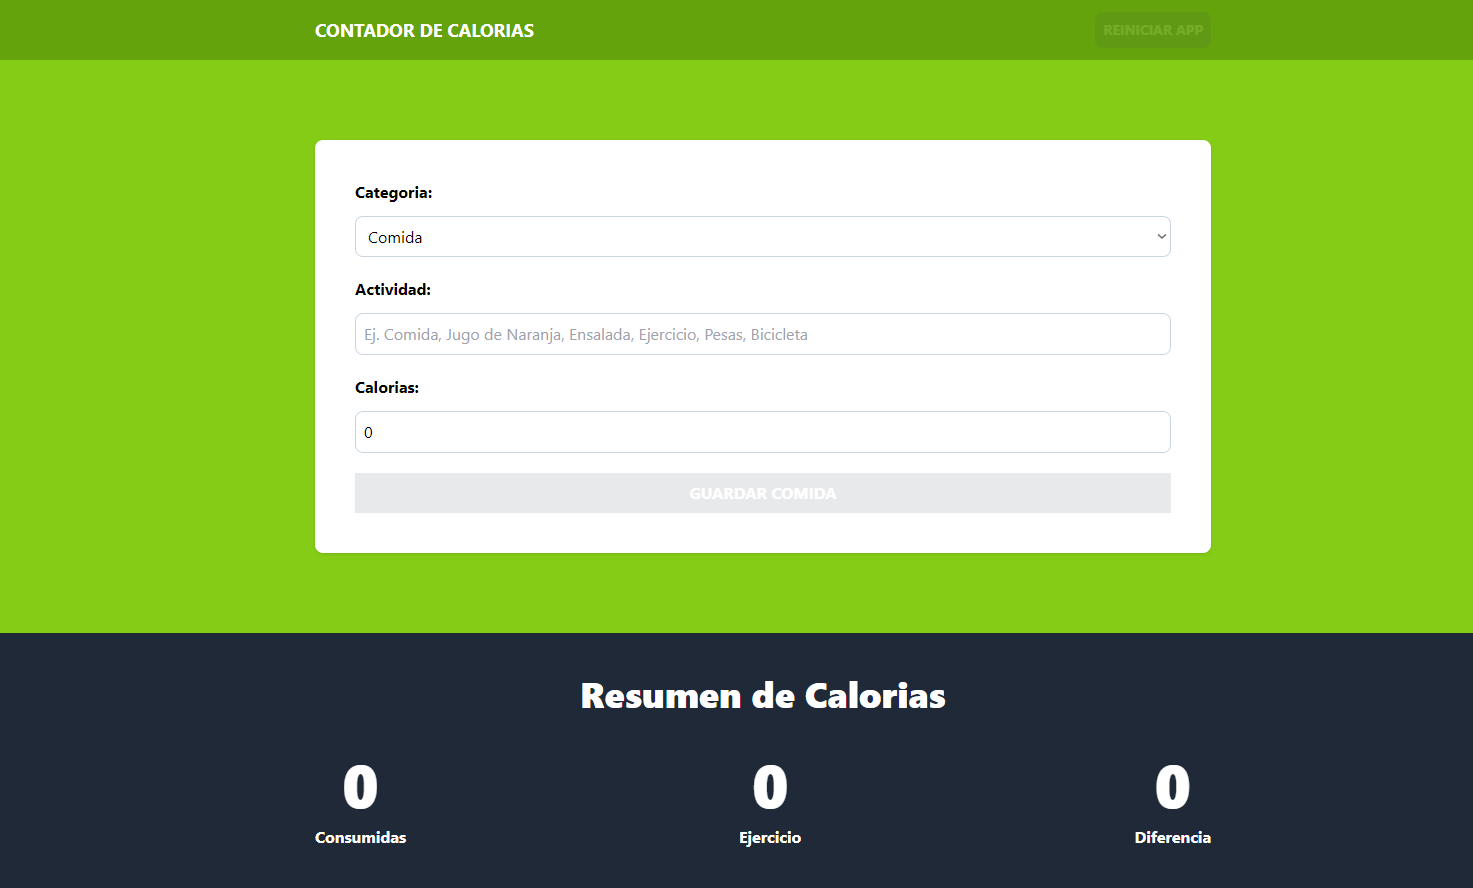 CONTADOR DE CALORIAS
REINICIAR APP
Categoria:
Comida
Actividad:
Ej. Comida, Jugo de Naranja, Ensalada, Ejercicio, Pesas, Bicicleta
Calorias:
0
GUARDAR COMIDA
Resumen de Calorias
0 0 0
Consumidas Ejercicio Diferencia